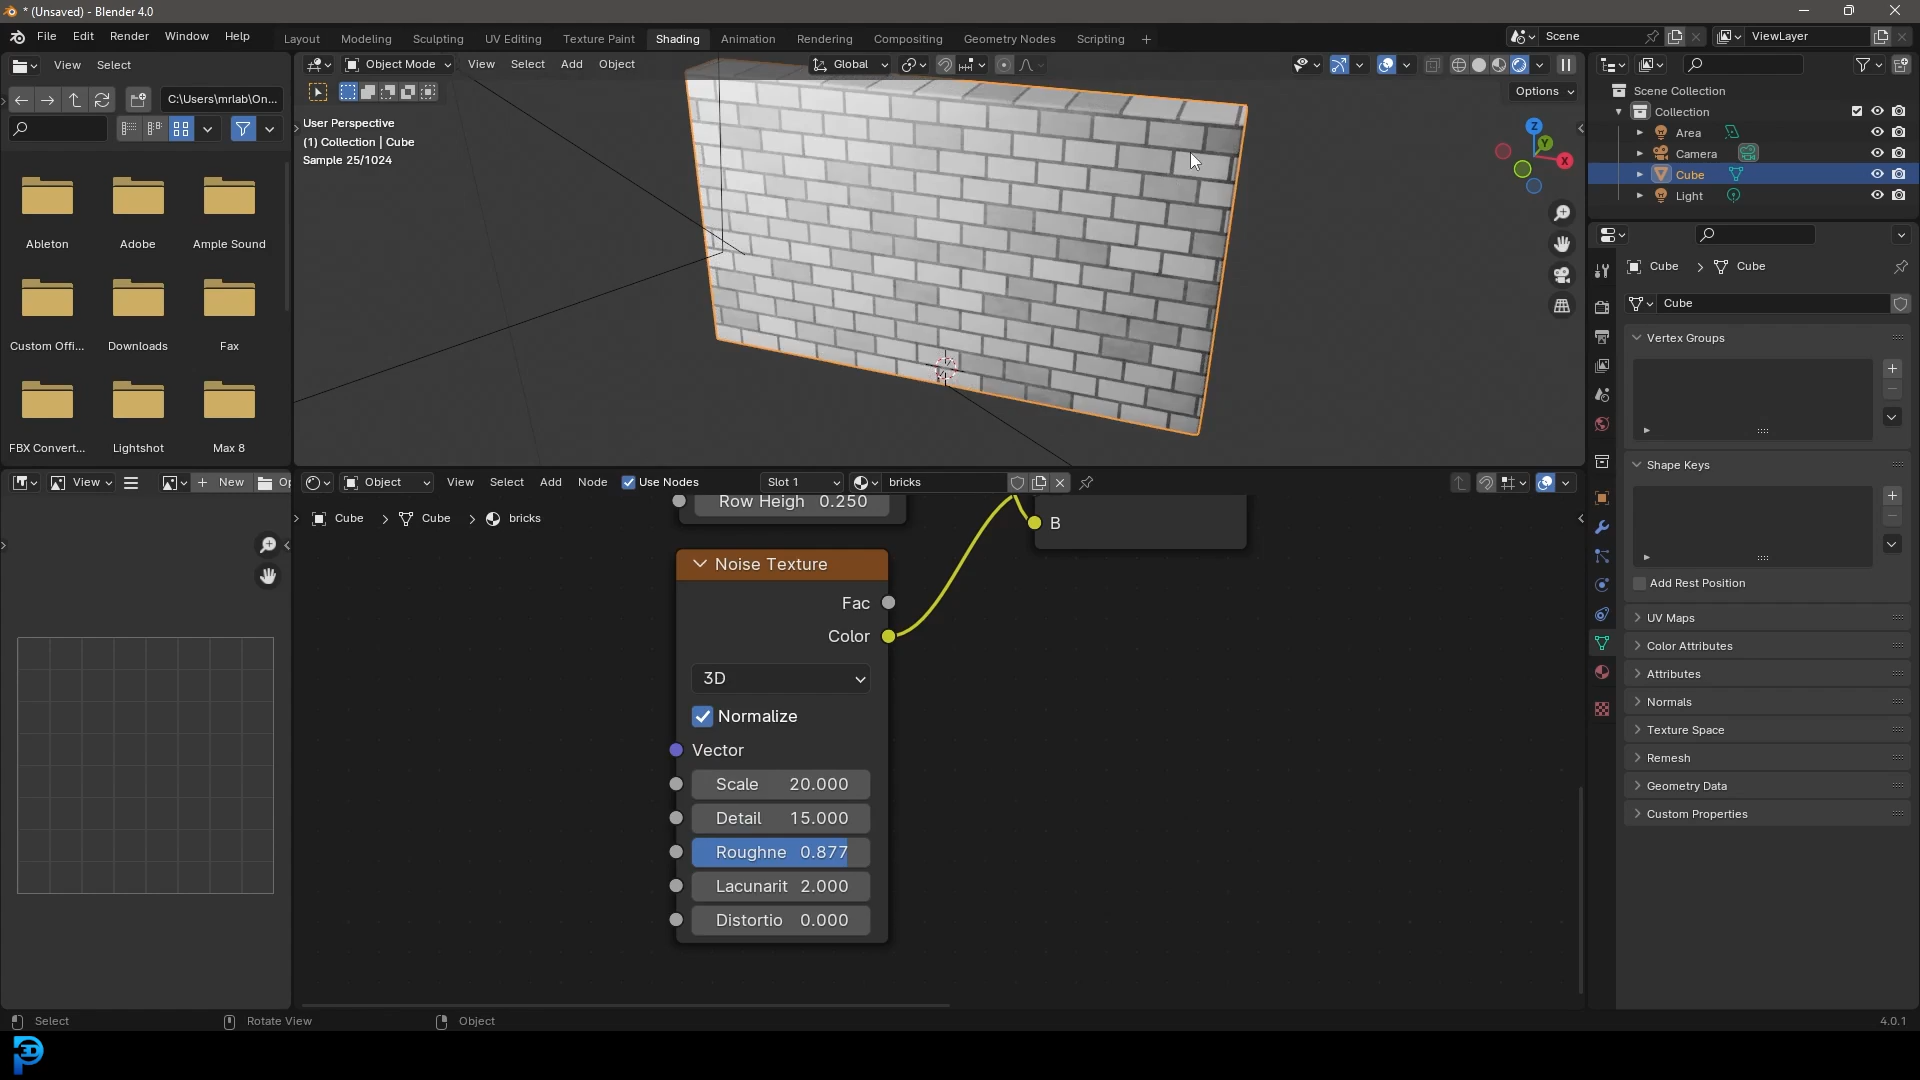 * (Unsaved) - Blender 4.0
File Edit Render Window Help
Layout Modeling Sculpting UV Editing Texture Paint Shading Animation Rendering Compositing Geometry Nodes Scripting +
Scene
ViewLayer
View Select
Object Mode View Select Add Object
Global
C:\Users\mrlab\On...
Options
User Perspective
(1) Collection | Cube
Sample 25/1024
Z
Y
X
Ableton Adobe Ample Sound
Custom Offi... Downloads Fax
FBX Convert... Lightshot Max 8
Scene Collection
Collection
Area
Camera
Cube
Light
Cube > Cube
Cube
Vertex Groups
Shape Keys
Add Rest Position
UV Maps
Color Attributes
Attributes
Normals
Texture Space
Remesh
Geometry Data
Custom Properties
View
+ New
Op
Object View Select Add Node Use Nodes Slot 1 bricks
Cube > Cube > bricks
Row Heigh 0.250
B
Noise Texture
Fac
Color
3D
Normalize
Vector
Scale 20.000
Detail 15.000
Roughne 0.877
Lacunarit 2.000
Distortio 0.000
Select Rotate View Object
4.0.1
3D